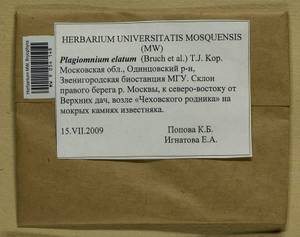 HERBARIUM UNIVERSITATIS MOSQUENSIS
(MW)
Plagiomnium elatum (Bruch et al.) T.J. Kop.
Московская обл., Одинцовский р-н,
Звенигородская биостанция МГУ. Склон
правого берега р. Москвы, к северо-востоку от
Верхних дач, возле «Чеховского родника» на
мокрых камнях известняка.
15.VII.2009
Попова К.Б.
Игнатова Е.А.